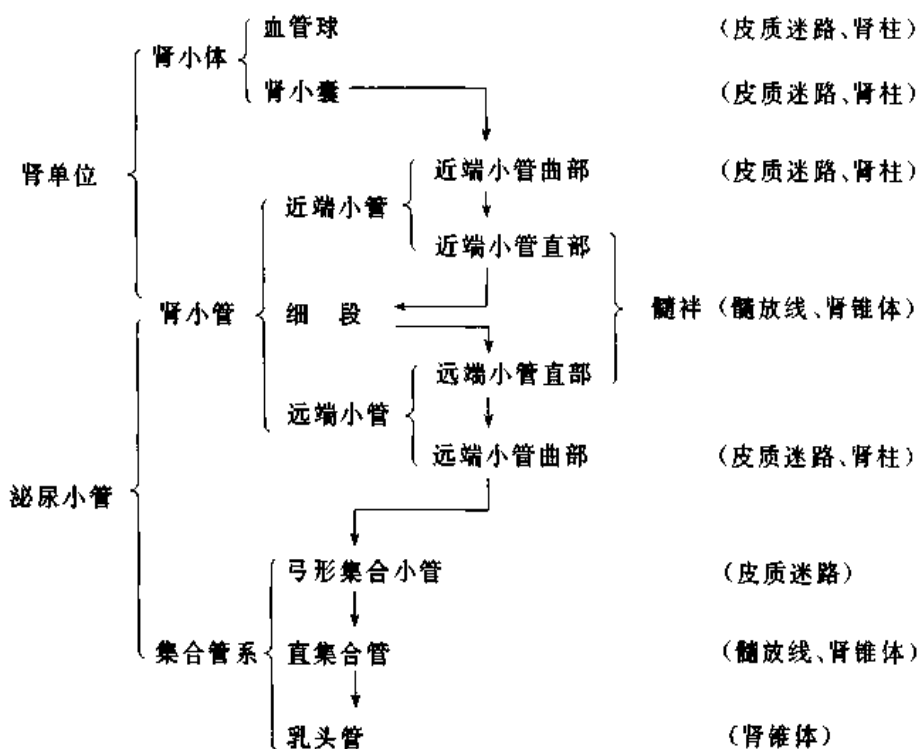 血管球 (皮质迷路、肾柱)
肾小体
肾小囊 (皮质迷路、肾柱)
肾单位
近端小管曲部 (皮质迷路、肾柱)
近端小管
近端小管直部
肾小管 细 段 髓袢 (髓放线、肾锥体)
远端小管直部
远端小管
远端小管曲部 (皮质迷路、肾柱)
泌尿小管
弓形集合小管 (皮质迷路)
集合管系 直集合管 (髓放线、肾锥体)
乳头管 (肾锥体)